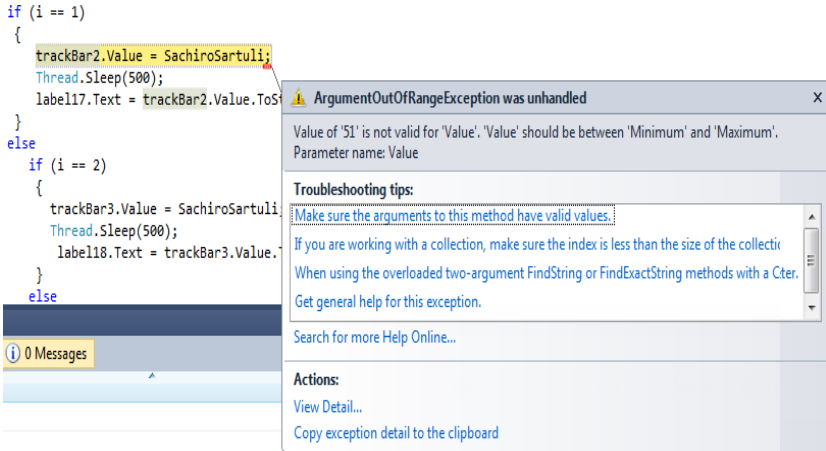 if (i == 1)
{
trackBar2.Value = SachiroSartuli;
Thread.Sleep(500);
label17.Text = trackBar2.Value.ToSt
}
else
if (i == 2)
{
trackBar3.Value = SachiroSartuli;
Thread.Sleep(500);
label18.Text = trackBar3.Value.
}
else
0 Messages
ArgumentOutOfRangeException was unhandled
Value of '51' is not valid for 'Value'. 'Value' should be between 'Minimum' and 'Maximum'.
Parameter name: Value
Troubleshooting tips:
Make sure the arguments to this method have valid values.
If you are working with a collection, make sure the index is less than the size of the collectic
When using the overloaded two-argument FindString or FindExactString methods with a Cter.
Get general help for this exception.
Search for more Help Online...
Actions:
View Detail...
Copy exception detail to the clipboard